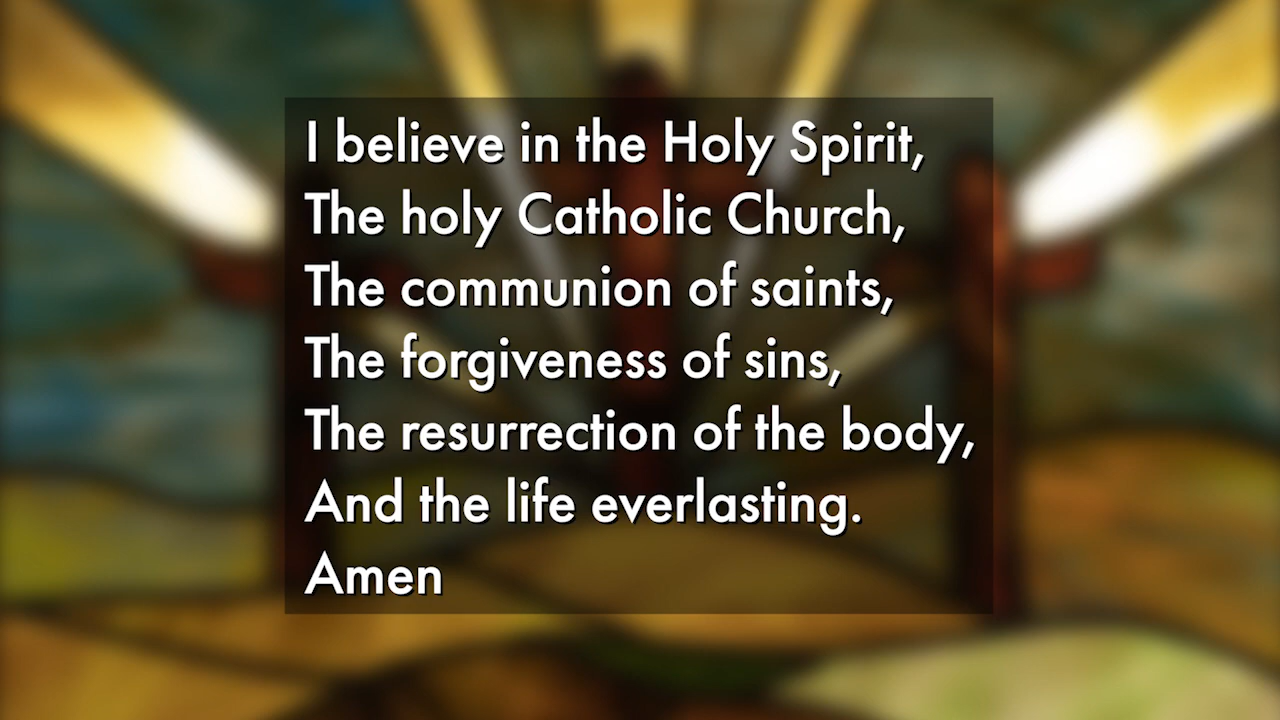 I believe in the Holy Spirit,
The holy Catholic Church,
The communion of saints,
The forgiveness of sins,
The resurrection of the body,
And the life everlasting.
Amen